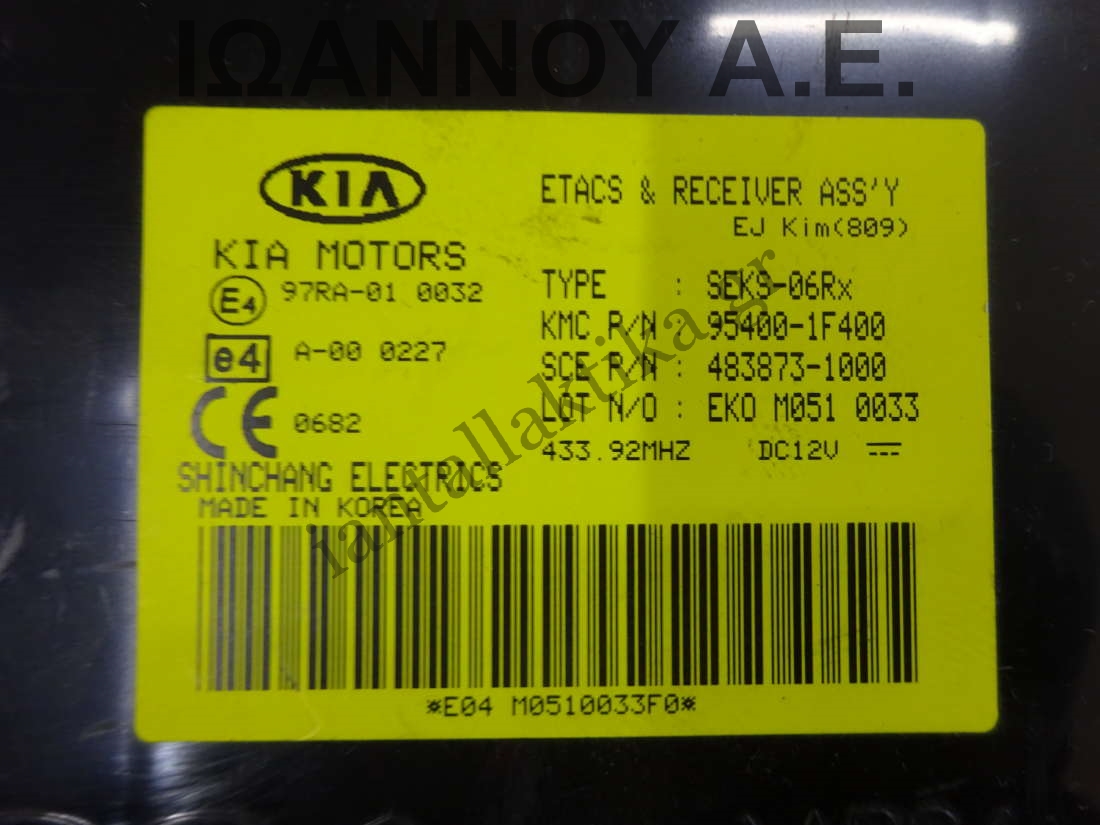 ΙΩΑΝΝΟΥ Α.Ε.
KIA
KIA MOTORS
E4 97RA-01 0032
e4 A-00 0227
CE 0682
SHINCHANG ELECTRICS
MADE IN KOREA
ETACS & RECEIVER ASS'Y
EJ Kim(809)
TYPE : SEKS-06Rx
KMC P/N : 95400-1F400
SCE P/N : 483873-1000
LOT N/O : EKO M051 0033
433.92MHZ DC12V
iantallaktika.gr
*E04 M0510033F0*